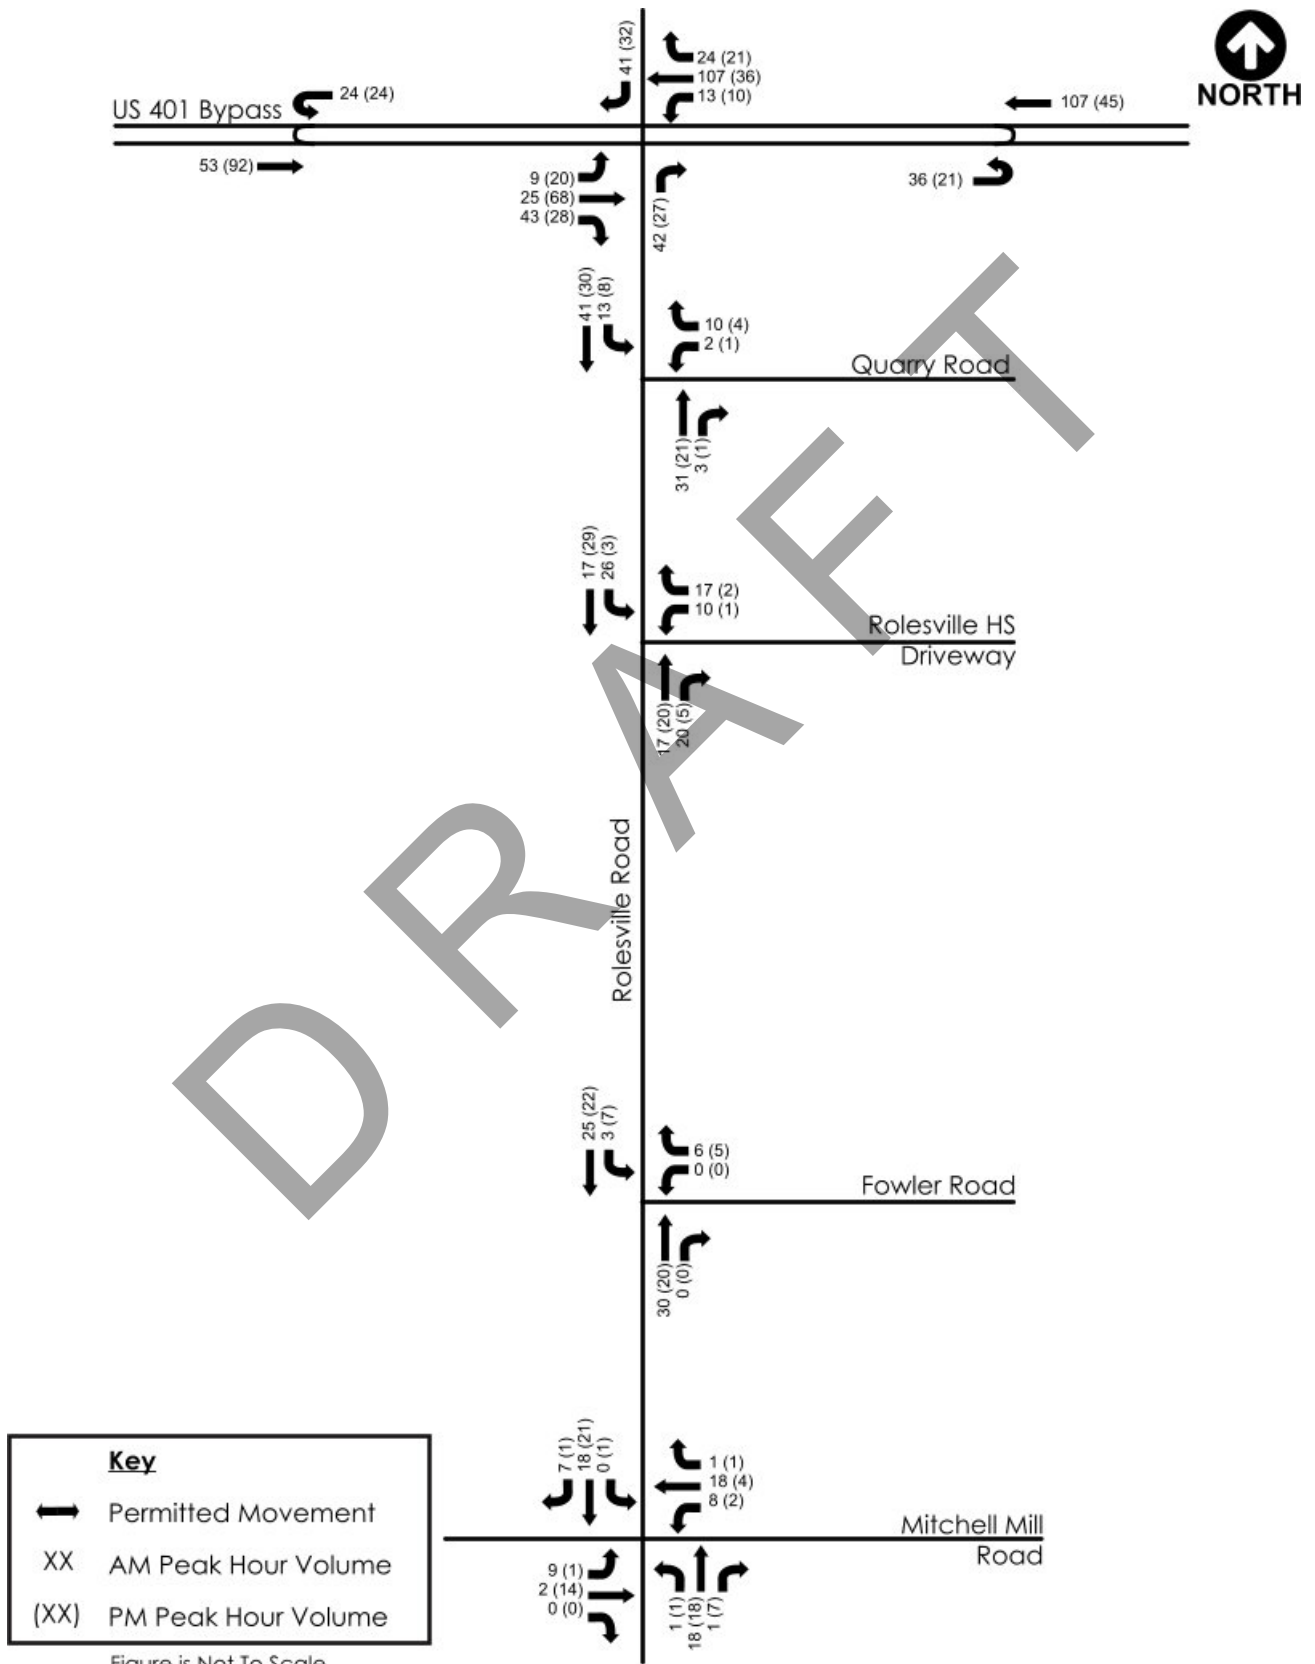 41 (32)
24 (21)
107 (36)
13 (10)
NORTH
24 (24)
107 (45)
US 401 Bypass
53 (92)
36 (21)
9 (20)
25 (68)
43 (28)
42 (27)
41 (30)
13 (8)
10 (4)
2 (1)
Quarry Road
31 (21)
3 (1)
17 (29)
26 (3)
17 (2)
10 (1)
Rolesville HS
Driveway
17 (20)
20 (5)
DRAFT
Rolesville Road
25 (22)
3 (7)
6 (5)
0 (0)
Fowler Road
30 (20)
0 (0)
7 (1)
18 (21)
0 (1)
1 (1)
18 (4)
8 (2)
Mitchell Mill
Road
9 (1)
2 (14)
0 (0)
1 (1)
18 (18)
1 (7)
Key
Permitted Movement
XX AM Peak Hour Volume
(XX) PM Peak Hour Volume
Figure is Not To Scale